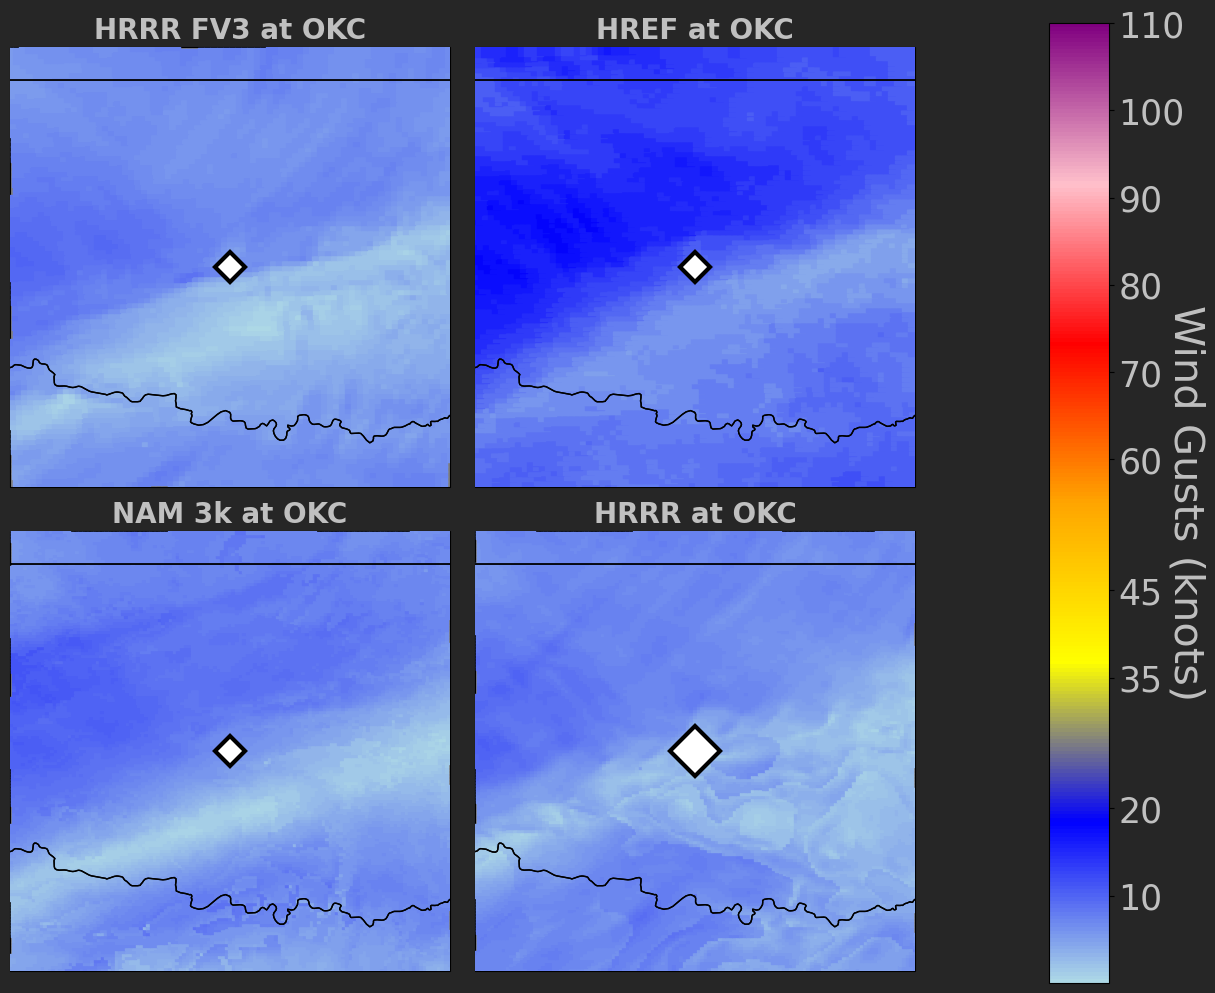 HRRR FV3 at OKC
HREF at OKC
NAM 3k at OKC
HRRR at OKC
110
100
90
80
70
60
45
35
20
10
Wind Gusts (knots)